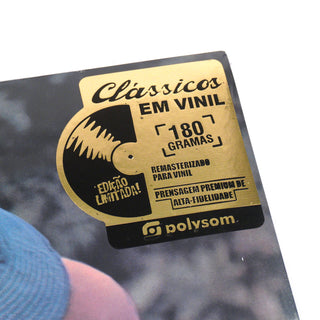 Clássicos
EM VINIL
180
GRAMAS
REMASTERIZADO
PARA VINIL
EDIÇÃO
LIMITADA!
PRENSAGEM PREMIUM DE
ALTA-FIDELIDADE
polysom